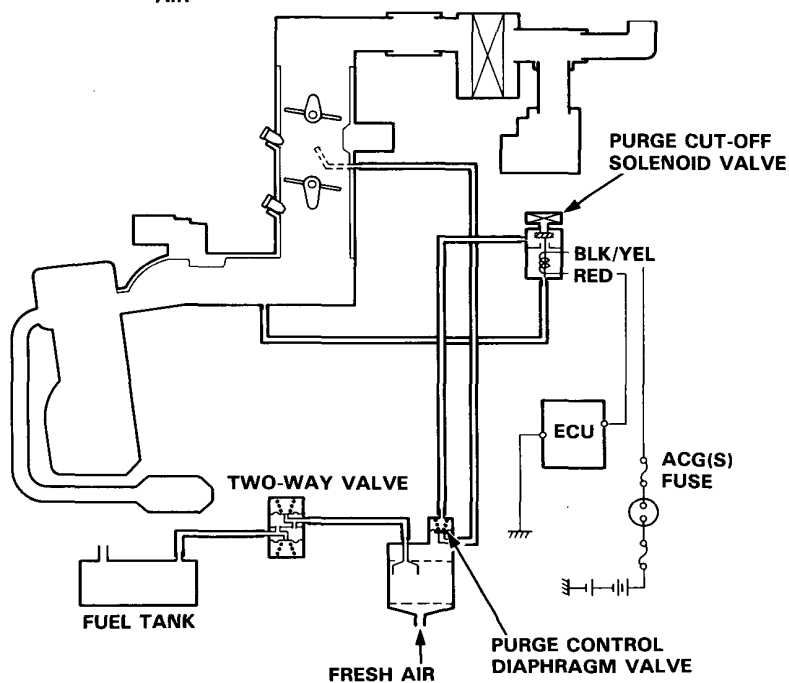 PURGE CUT-OFF
SOLENOID VALVE
BLK/YEL
RED
ECU
ACG(S)
FUSE
TWO-WAY VALVE
FUEL TANK
PURGE CONTROL
DIAPHRAGM VALVE
FRESH AIR